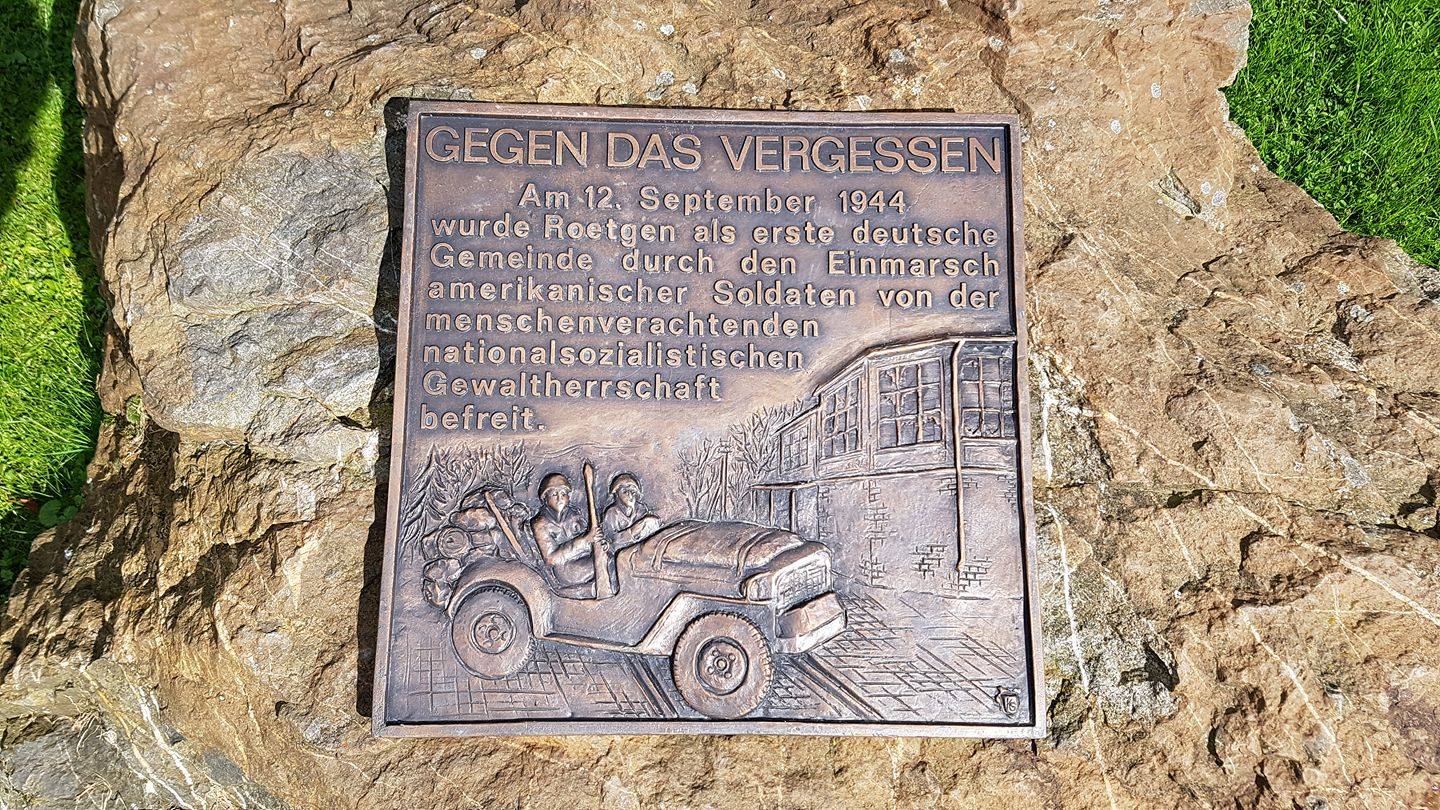 GEGEN DAS VERGESSEN
Am 12. September 1944
wurde Roetgen als erste deutsche
Gemeinde durch den Einmarsch
amerikanischer Soldaten von der
menschenverachtenden
nationalsozialistischen
Gewaltherrschaft
befreit.